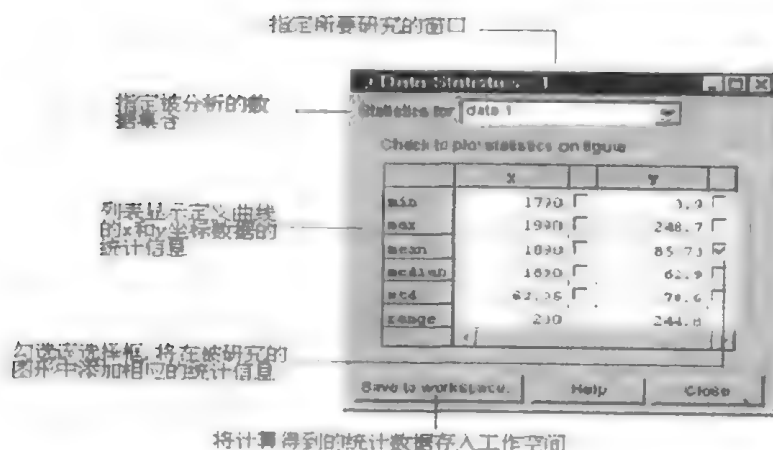 指定所要研究的窗口
Data Statistics - 1
指定被分析的数
据集合
Statistics for data 1
Check to plot statistics on figure
X Y
min 1790 3.9
max 1990 248.7
mean 1890 85.73
median 1890 62.9
std 62.05 78.6
range 200 244.8
列表显示定义曲线
的x和y坐标数据的
统计信息
勾选连选择框,将在被研究的
图形中添加相应的统计信息
Save to workspace. Help Close
将计算得到的统计数据存入工作空间